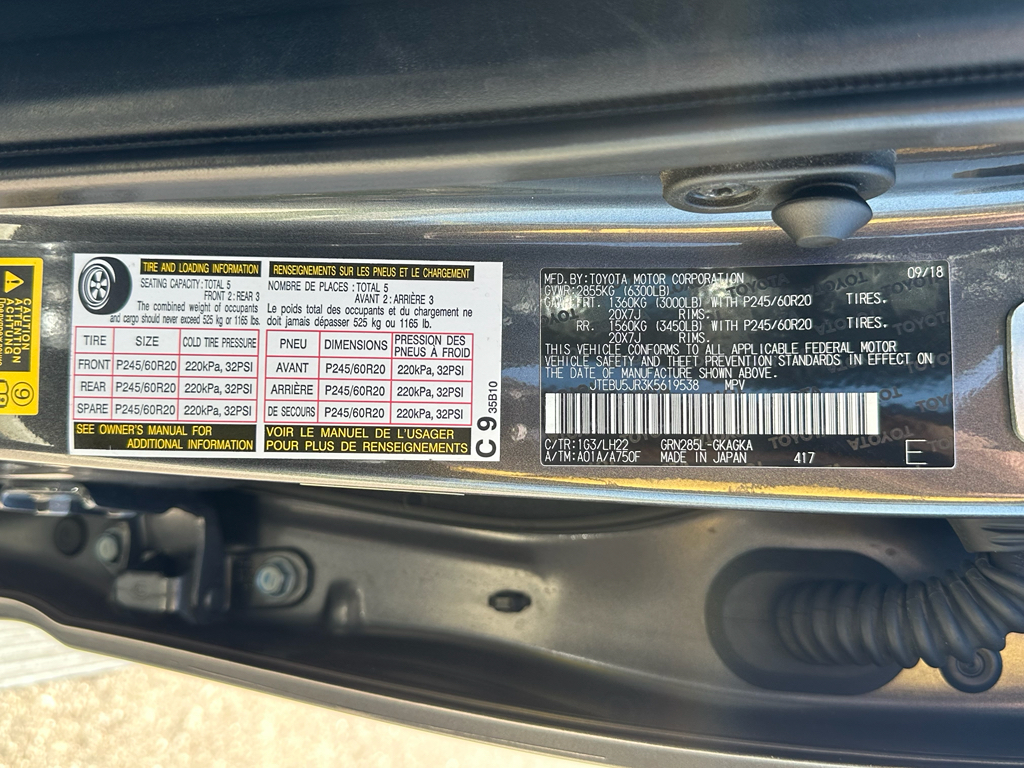 CAUTION
ATTENTION
ACHTUNG
TIRE AND LOADING INFORMATION
SEATING CAPACITY: TOTAL 5
FRONT 2: REAR 3
The combined weight of occupants
and cargo should never exceed 525 kg or 1165 lbs.
TIRE SIZE COLD TIRE PRESSURE
FRONT P245/60R20 220kPa, 32PSI
REAR P245/60R20 220kPa, 32PSI
SPARE P245/60R20 220kPa, 32PSI
SEE OWNER'S MANUAL FOR
ADDITIONAL INFORMATION
RENSEIGNEMENTS SUR LES PNEUS ET LE CHARGEMENT
NOMBRE DE PLACES : TOTAL 5
AVANT 2: ARRIÈRE 3
Le poids total des occupants et du chargement ne
doit jamais dépasser 525 kg ou 1165 lb.
PNEU DIMENSIONS PRESSION DES
PNEUS À FROID
AVANT P245/60R20 220kPa, 32PSI
ARRIÈRE P245/60R20 220kPa, 32PSI
DE SECOURS P245/60R20 220kPa, 32PSI
VOIR LE MANUEL DE L'USAGER
POUR PLUS DE RENSEIGNEMENTS
C 9 35B10
MFD.BY:TOYOTA MOTOR CORPORATION 09/18
GVWR:2855KG (6300LB)
GAWR FRT. 1360KG (3000LB) WITH P245/60R20 TIRES.
20X7J RIMS.
RR. 1560KG (3450LB) WITH P245/60R20 TIRES.
20X7J RIMS.
THIS VEHICLE CONFORMS TO ALL APPLICABLE FEDERAL MOTOR
VEHICLE SAFETY AND THEFT PREVENTION STANDARDS IN EFFECT ON
THE DATE OF MANUFACTURE SHOWN ABOVE.
JTEBU5JR3K5619538 MPV
C/TR:1G3/LH22 GRN285L-GKAGKA
A/TM:A01A/A750F MADE IN JAPAN 417 E